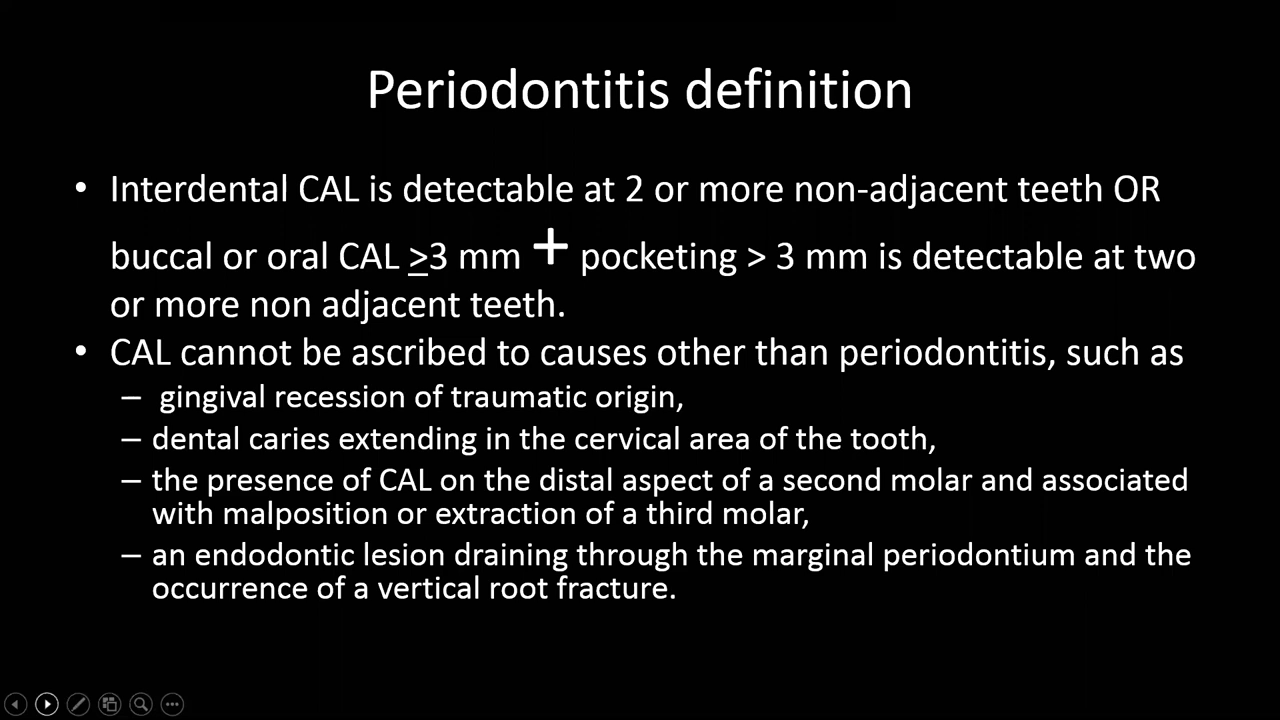 Periodontitis definition
• Interdental CAL is detectable at 2 or more non-adjacent teeth OR
buccal or oral CAL >3 mm + pocketing > 3 mm is detectable at two
or more non adjacent teeth.
• CAL cannot be ascribed to causes other than periodontitis, such as
– gingival recession of traumatic origin,
– dental caries extending in the cervical area of the tooth,
– the presence of CAL on the distal aspect of a second molar and associated
with malposition or extraction of a third molar,
– an endodontic lesion draining through the marginal periodontium and the
occurrence of a vertical root fracture.